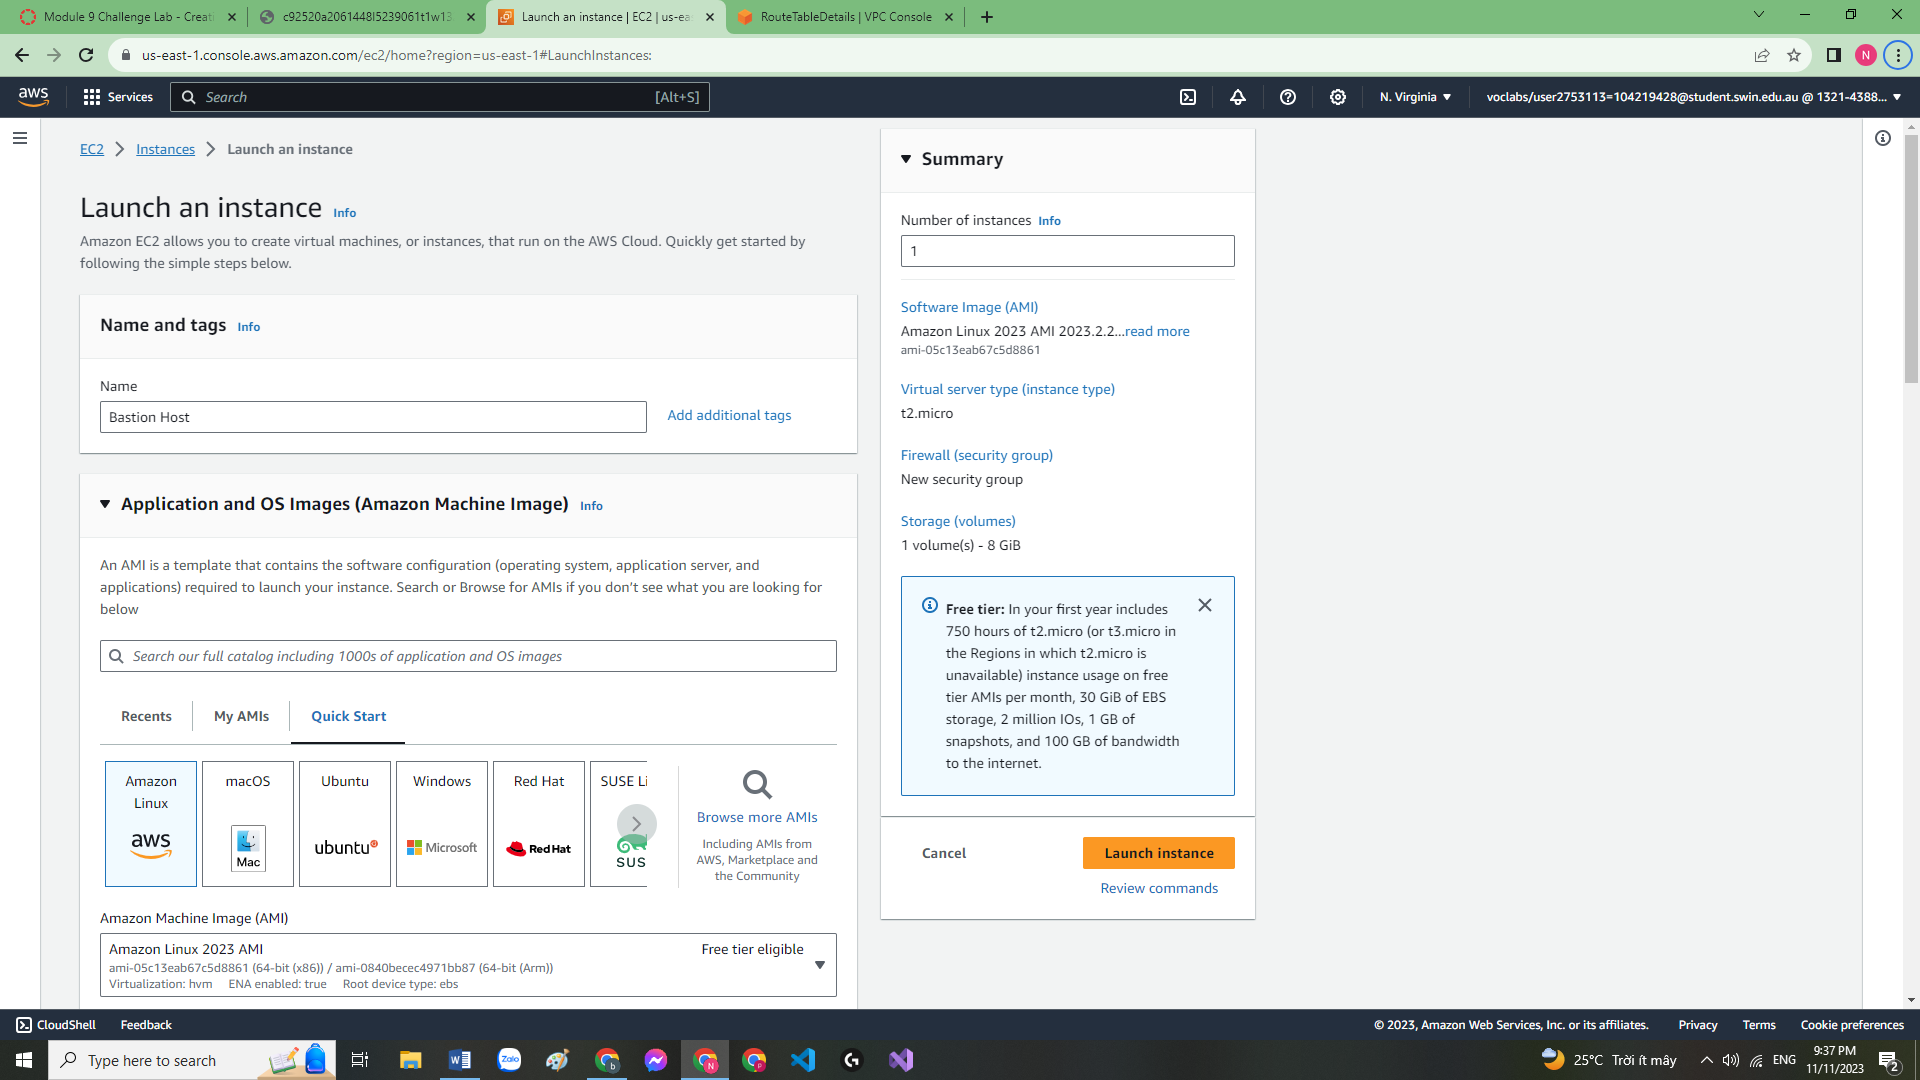 Module 9 Challenge Lab - Creati
c92520a2061448l5239061t1w13
Launch an instance | EC2 | us-eas
RouteTableDetails | VPC Console
us-east-1.console.aws.amazon.com/ec2/home?region=us-east-1#LaunchInstances:
N
aws
Services
Search
[Alt+S]
N. Virginia
voclabs/user2753113=104219428@student.swin.edu.au @ 1321-4388...
EC2
Instances
Launch an instance
Launch an instance Info
Amazon EC2 allows you to create virtual machines, or instances, that run on the AWS Cloud. Quickly get started by
following the simple steps below.
Name and tags Info
Name
Bastion Host
Add additional tags
Application and OS Images (Amazon Machine Image) Info
An AMI is a template that contains the software configuration (operating system, application server, and
applications) required to launch your instance. Search or Browse for AMIs if you don't see what you are looking for
below
Search our full catalog including 1000s of application and OS images
Recents
My AMIs
Quick Start
Amazon
Linux
aws
macOS
Mac
Ubuntu
ubuntu
Windows
Microsoft
Red Hat
Red Hat
SUSE Li
SUS
Browse more AMIs
Including AMIs from
AWS, Marketplace and
the Community
Amazon Machine Image (AMI)
Amazon Linux 2023 AMI
Free tier eligible
ami-05c13eab67c5d8861 (64-bit (x86)) / ami-0840becec4971bb87 (64-bit (Arm))
Virtualization: hvm ENA enabled: true Root device type: ebs
Summary
Number of instances Info
1
Software Image (AMI)
Amazon Linux 2023 AMI 2023.2.2...read more
ami-05c13eab67c5d8861
Virtual server type (instance type)
t2.micro
Firewall (security group)
New security group
Storage (volumes)
1 volume(s) - 8 GiB
Free tier: In your first year includes
750 hours of t2.micro (or t3.micro in
the Regions in which t2.micro is
unavailable) instance usage on free
tier AMIs per month, 30 GiB of EBS
storage, 2 million IOs, 1 GB of
snapshots, and 100 GB of bandwidth
to the internet.
Cancel
Launch instance
Review commands
CloudShell
Feedback
© 2023, Amazon Web Services, Inc. or its affiliates.
Privacy
Terms
Cookie preferences
Type here to search
Zalo
25°C Trời ít mây
ENG
9:37 PM
11/11/2023
2